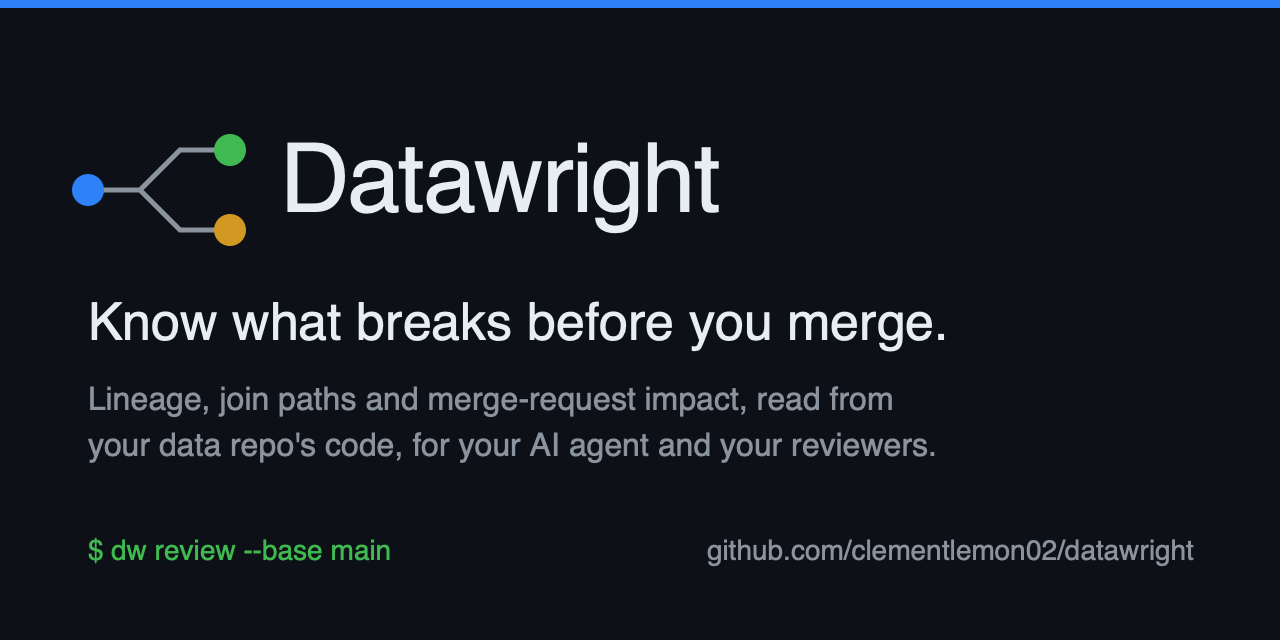 Datawright
Know what breaks before you merge.
Lineage, join paths and merge-request impact, read from
your data repo's code, for your AI agent and your reviewers.
$ dw review --base main
github.com/clementlemon02/datawright